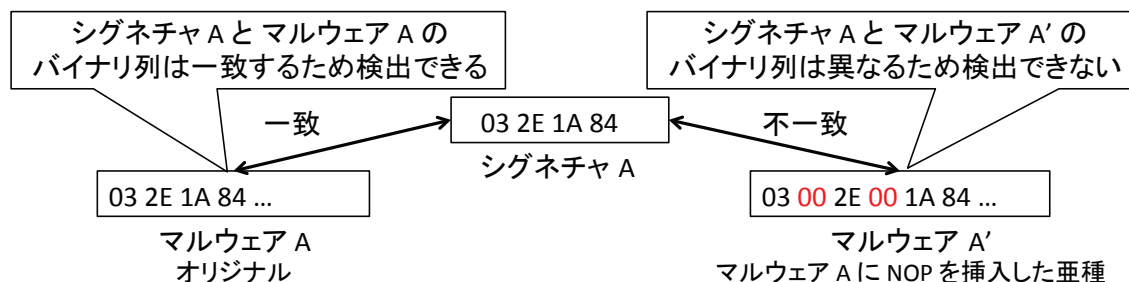 シグネチャ A と マルウェア A の
バイナリ列は一致するため検出できる
シグネチャ A と マルウェア A’ の
バイナリ列は異なるため検出できない
一致
03 2E 1A 84
不一致
シグネチャ A
03 2E 1A 84 ...
03 00 2E 00 1A 84 ...
マルウェア A
オリジナル
マルウェア A’
マルウェア A に NOP を挿入した亜種